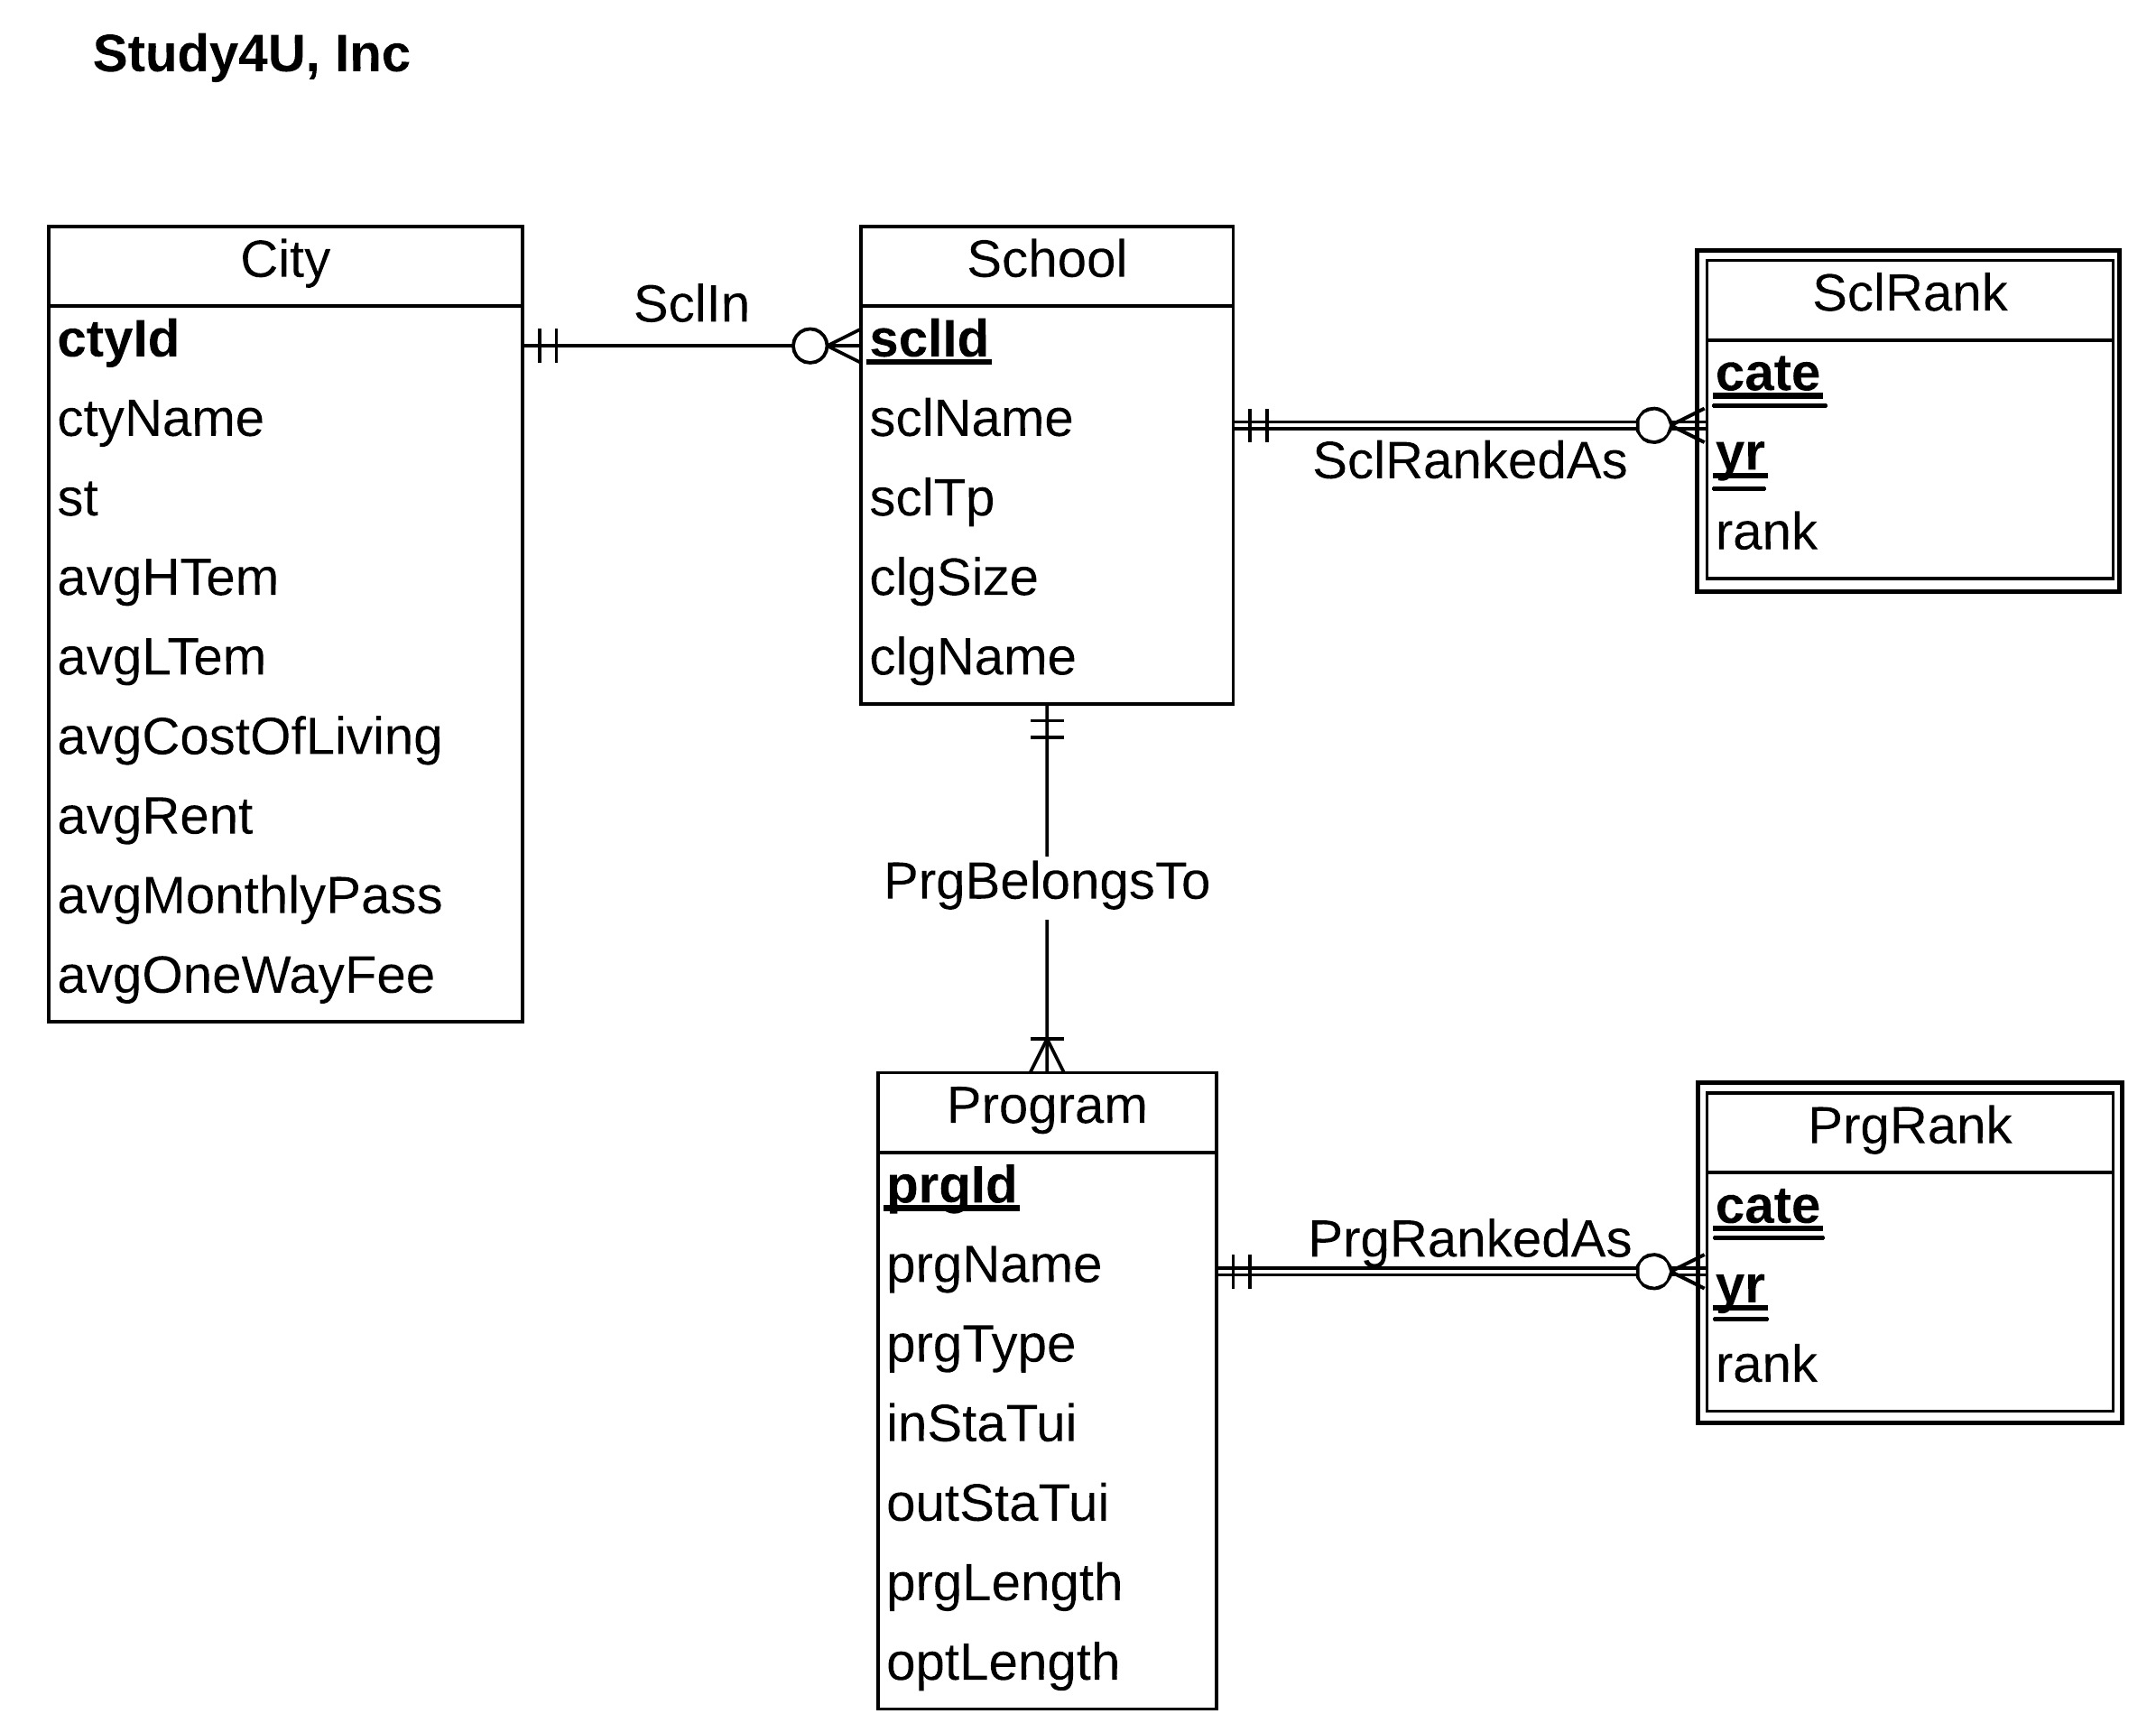 Study4U, Inc
City
ctyId
ctyName
st
avgHTem
avgLTem
avgCostOfLiving
avgRent
avgMonthlyPass
avgOneWayFee
SclIn
School
sclId
sclName
sclTp
clgSize
clgName
SclRankedAs
SclRank
cate
yr
rank
PrgBelongsTo
Program
prgId
prgName
prgType
inStaTui
outStaTui
prgLength
optLength
PrgRankedAs
PrgRank
cate
yr
rank